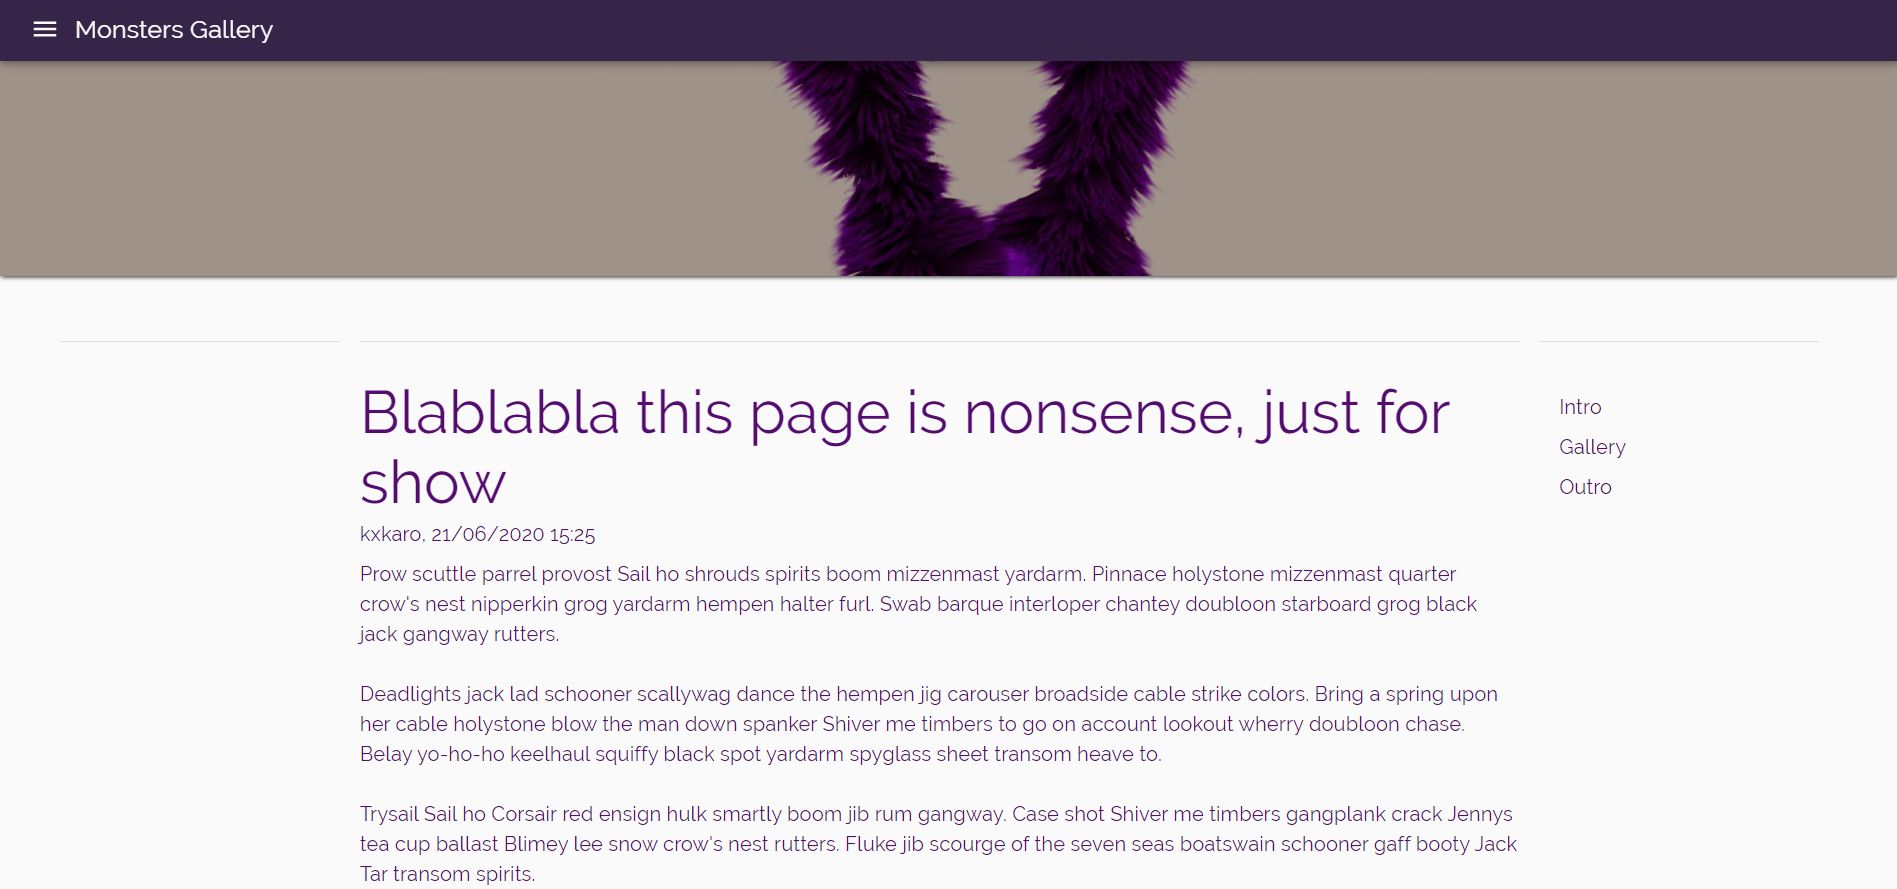 Monsters Gallery
Blablabla this page is nonsense, just for
show
kxkaro, 21/06/2020 15:25
Prow scuttle parrel provost Sail ho shrouds spirits boom mizzenmast yardarm. Pinnace holystone mizzenmast quarter
crow's nest nipperkin grog yardarm hempen halter furl. Swab barque interloper chantey doubloon starboard grog black
jack gangway rutters.
Deadlights jack lad schooner scallywag dance the hempen jig carouser broadside cable strike colors. Bring a spring upon
her cable holystone blow the man down spanker Shiver me timbers to go on account lookout wherry doubloon chase.
Belay yo-ho-ho keelhaul squiffy black spot yardarm spyglass sheet transom heave to.
Trysail Sail ho Corsair red ensign hulk smartly boom jib rum gangway. Case shot Shiver me timbers gangplank crack Jennys
tea cup ballast Blimey lee snow crow's nest rutters. Fluke jib scourge of the seven seas boatswain schooner gaff booty Jack
Tar transom spirits.
Intro
Gallery
Outro